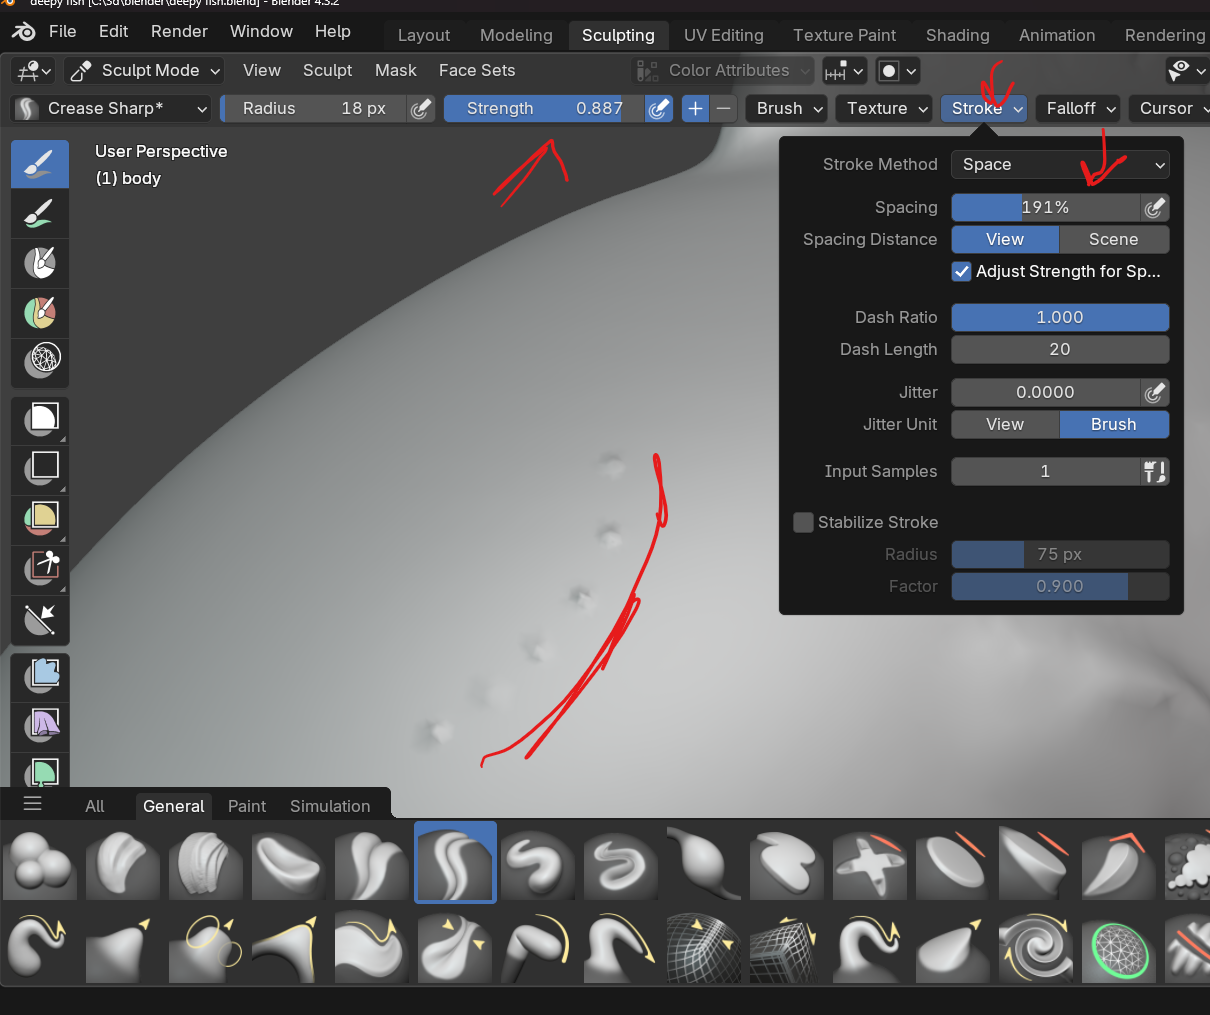 deepy fish [C:\3d\blender\deepy fish.blend] - Blender 4.3.2
File Edit Render Window Help Layout Modeling Sculpting UV Editing Texture Paint Shading Animation Rendering
Sculpt Mode View Sculpt Mask Face Sets Color Attributes
Crease Sharp* Radius 18 px Strength 0.887 Brush Texture Stroke Falloff Cursor
User Perspective
(1) body
Stroke Method Space
Spacing 191%
Spacing Distance View Scene
Adjust Strength for Sp...
Dash Ratio 1.000
Dash Length 20
Jitter 0.0000
Jitter Unit View Brush
Input Samples 1
Stabilize Stroke
Radius 75 px
Factor 0.900
All General Paint Simulation